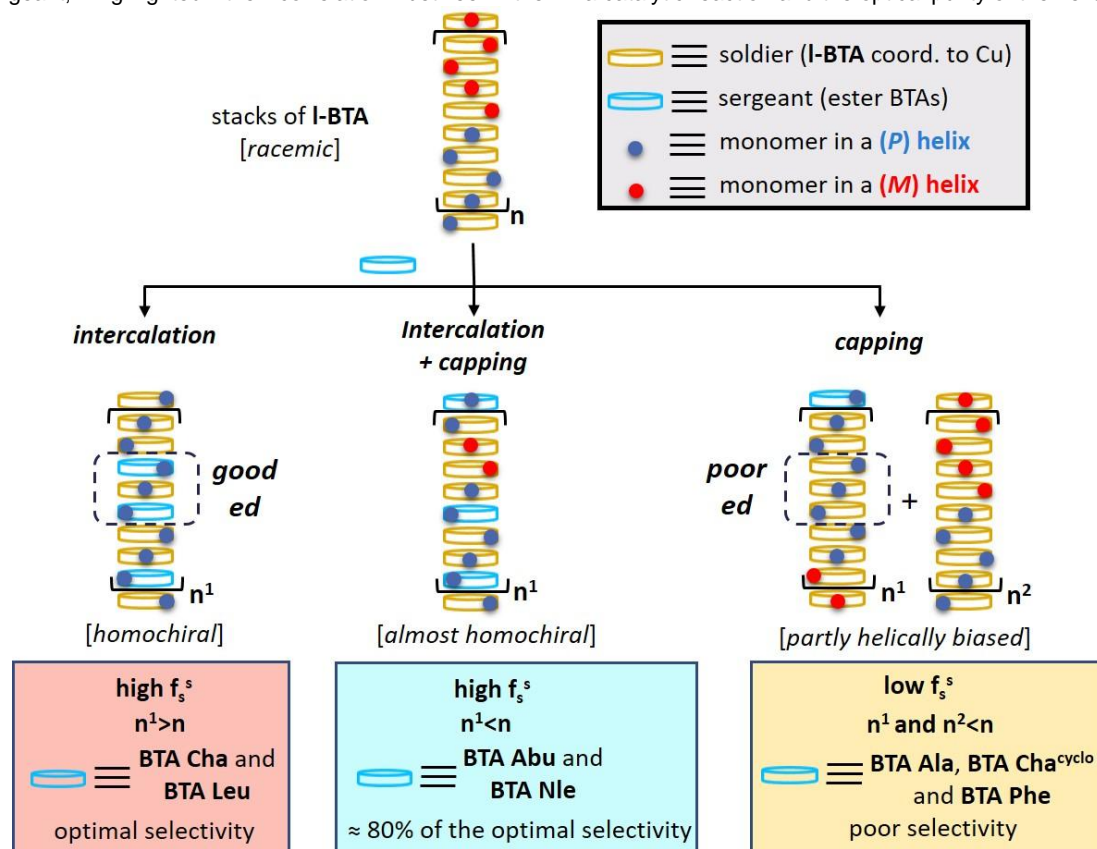 soldier (l-BTA coord. to Cu)
sergeant (ester BTAs)
monomer in a (P) helix
monomer in a (M) helix
stacks of l-BTA
[racemic]
n
intercalation
Intercalation
+ capping
capping
good
ed
poor
ed
+
n¹
n¹
n¹
n²
[homochiral]
[almost homochiral]
[partly helically biased]
high fₛˢ
n¹>n
BTA Cha and
BTA Leu
optimal selectivity
high fₛˢ
n¹<n
BTA Abu and
BTA Nle
≈ 80% of the optimal selectivity
low fₛˢ
n¹ and n²<n
BTA Ala, BTA Chaᶜʸᶜˡᵒ
and BTA Phe
poor selectivity